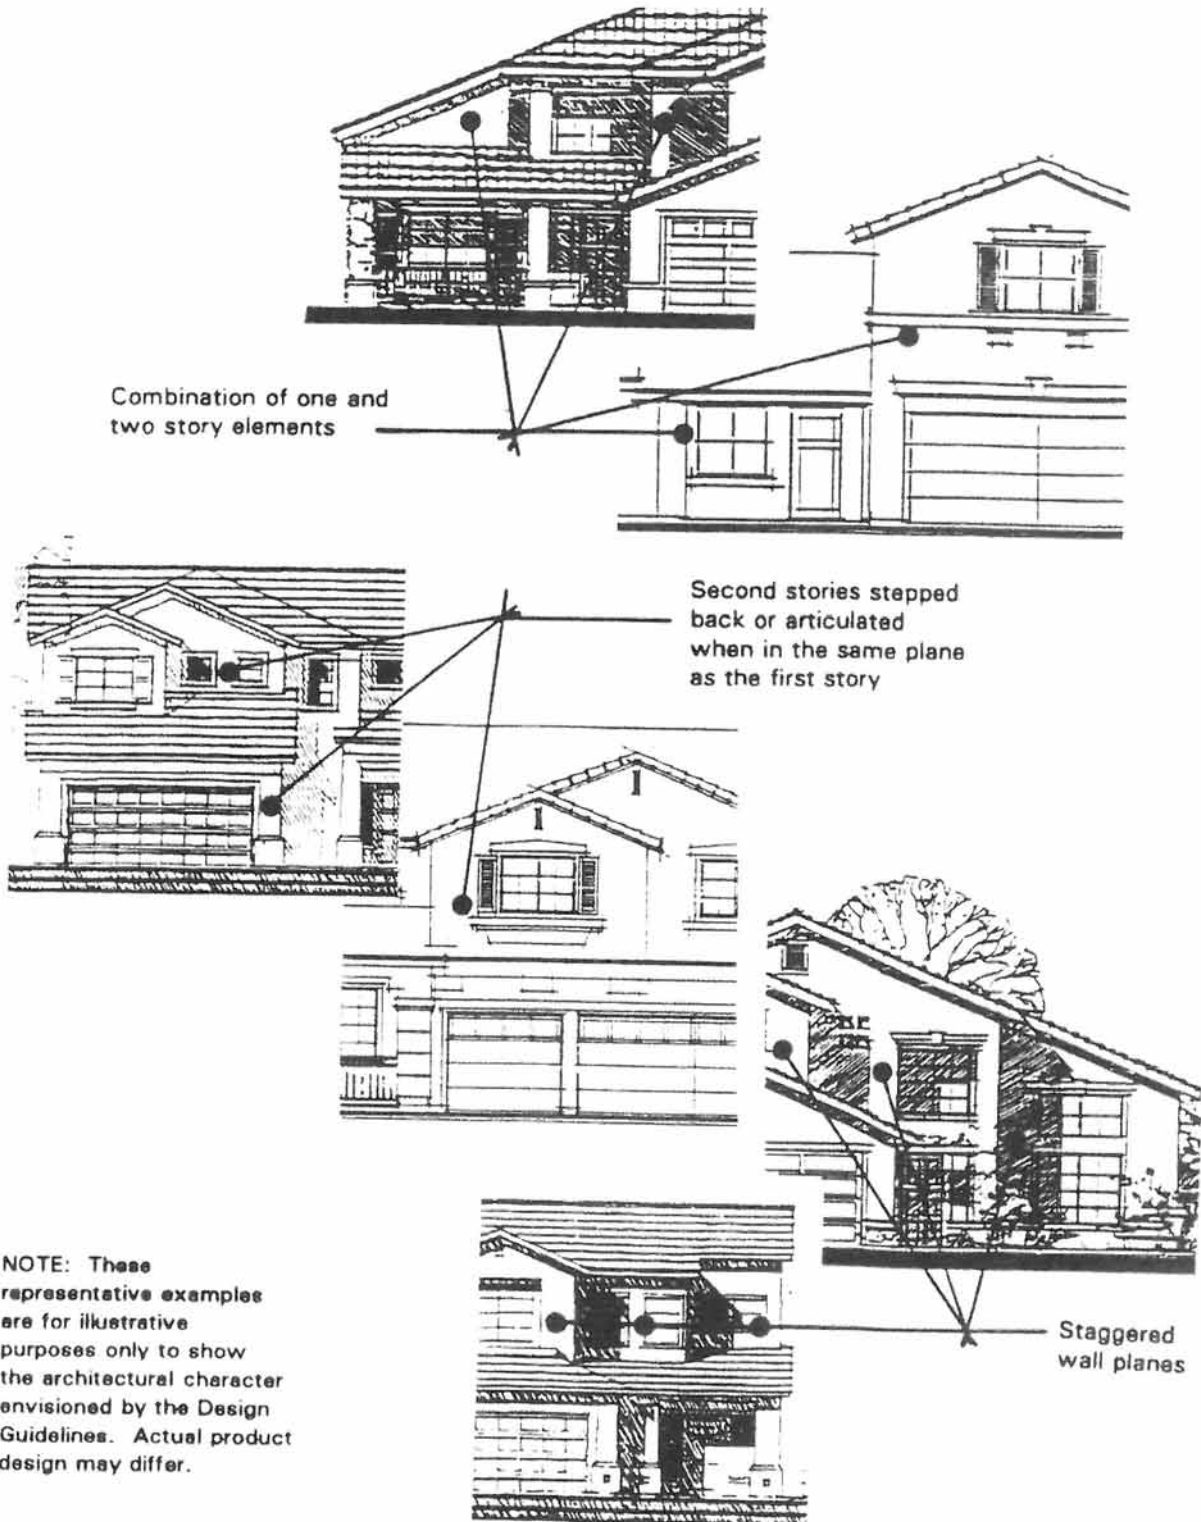 Combination of one and
two story elements
Second stories stepped
back or articulated
when in the same plane
as the first story
NOTE: These
representative examples
are for illustrative
purposes only to show
the architectural character
envisioned by the Design
Guidelines. Actual product
design may differ.
Staggered
wall planes